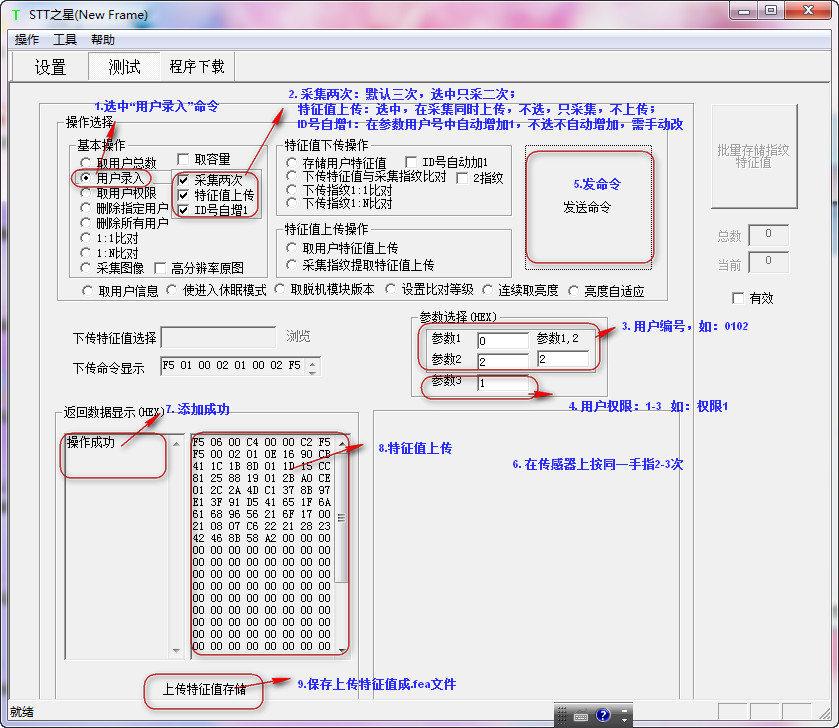 STT之星(New Frame)
操作 工具 帮助
设置 测试 程序下载
1.选中“用户录入”命令
2. 采集两次：默认三次，选中只采二次；
特征值上传：选中，在采集同时上传，不选，只采集，不上传；
ID号自增1：在参数用户号中自动增加1，不选不自动增加，需手动改
操作选择
基本操作
取用户总数 取容量
用户录入 采集两次
取用户权限 特征值上传
删除指定用户 ID号自增1
删除所有用户
1:1比对
1:N比对
采集图像 高分辨率原图
特征值下传操作
存储用户特征值 ID号自动加1
下传特征值与采集指纹比对 2指纹
下传指纹1:1比对
下传指纹1:N比对
特征值上传操作
取用户特征值上传
采集指纹提取特征值上传
5.发命令
发送命令
批量存储指纹
特征值
总数 0
当前 0
有效
取用户信息 使进入休眠模式 取脱机模块版本 设置比对等级 连续取亮度 亮度自适应
下传特征值选择 浏览
下传命令显示 F5 01 00 02 01 00 02 F5
参数选择(HEX)
参数1 0 参数1,2
参数2 2 2
参数3 1
3. 用户编号，如：0102
4. 用户权限：1-3 如：权限1
返回数据显示(HEX)
7. 添加成功
操作成功
F5 06 00 C4 00 00 C2 F5
F5 00 02 01 0E 16 90 CB
41 1C 1B 8D 01 1D 15 CC
81 25 88 19 01 2B A0 CE
01 2C 2A 4D C1 37 8B 97
E1 3F 91 D5 41 65 1F 6A
61 68 96 56 21 6F 17 00
21 08 07 C6 22 21 28 23
42 46 8B 58 A2 00 00 00
00 00 00 00 00 00 00 00
00 00 00 00 00 00 00 00
00 00 00 00 00 00 00 00
00 00 00 00 00 00 00 00
00 00 00 00 00 00 00 00
00 00 00 00 00 00 00 00
00 00 00 00 00 00 00 00
00 00 00 00 00 00 00 00
00 00 00 00 00 00 00 00
8.特征值上传
6. 在传感器上按同一手指2-3次
上传特征值存储
9.保存上传特征值成.fea文件
就绪